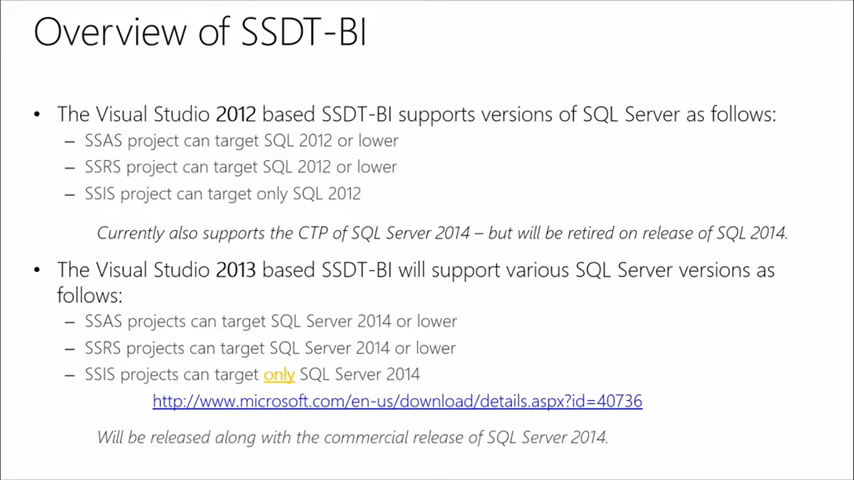 Overview of SSDT-BI
• The Visual Studio 2012 based SSDT-BI supports versions of SQL Server as follows:
– SSAS project can target SQL 2012 or lower
– SSRS project can target SQL 2012 or lower
– SSIS project can target only SQL 2012
Currently also supports the CTP of SQL Server 2014 – but will be retired on release of SQL 2014.
• The Visual Studio 2013 based SSDT-BI will support various SQL Server versions as
follows:
– SSAS projects can target SQL Server 2014 or lower
– SSRS projects can target SQL Server 2014 or lower
– SSIS projects can target only SQL Server 2014
http://www.microsoft.com/en-us/download/details.aspx?id=40736
Will be released along with the commercial release of SQL Server 2014.